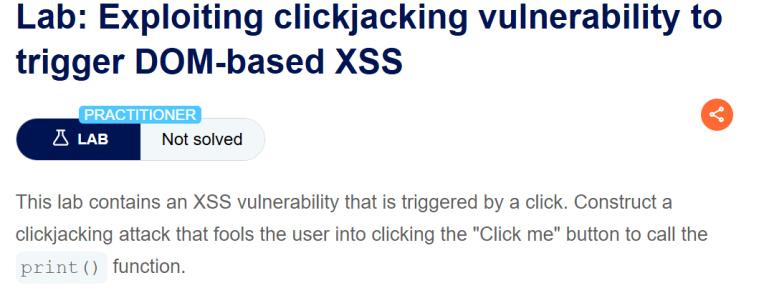 Lab: Exploiting clickjacking vulnerability to
trigger DOM-based XSS
PRACTITIONER
LAB Not solved
This lab contains an XSS vulnerability that is triggered by a click. Construct a
clickjacking attack that fools the user into clicking the "Click me" button to call the
print() function.